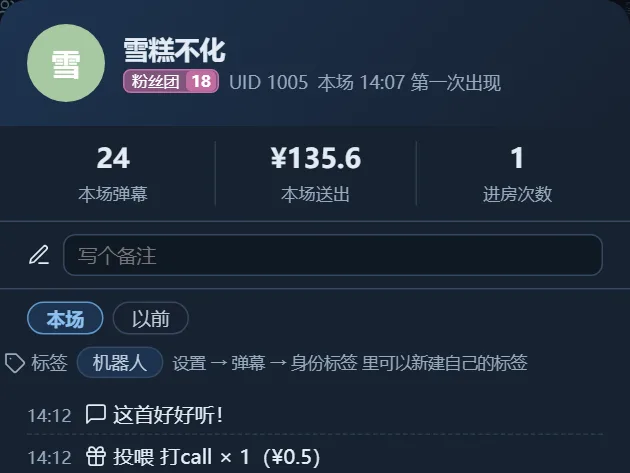 雪
雪糕不化
粉丝团 18 UID 1005 本场 14:07 第一次出现
24 ¥135.6 1
本场弹幕 本场送出 进房次数
写个备注
本场 以前
标签 机器人 设置 → 弹幕 → 身份标签 里可以新建自己的标签
14:12 这首好好听！
14:12 投喂 打call × 1（¥0.5）